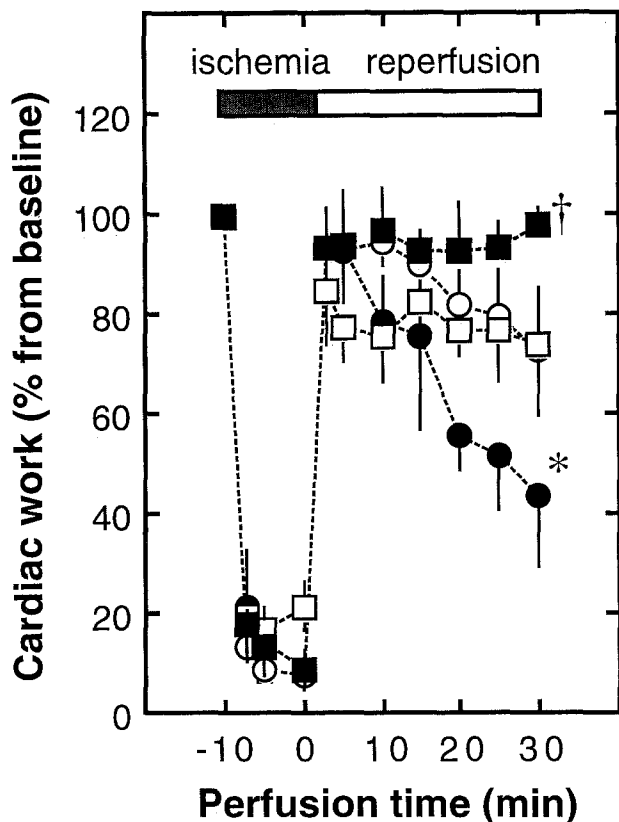 ischemia reperfusion
120
100
80
60
40
20
0
†
*
-10 0 10 20 30
Perfusion time (min)
Cardiac work (% from baseline)